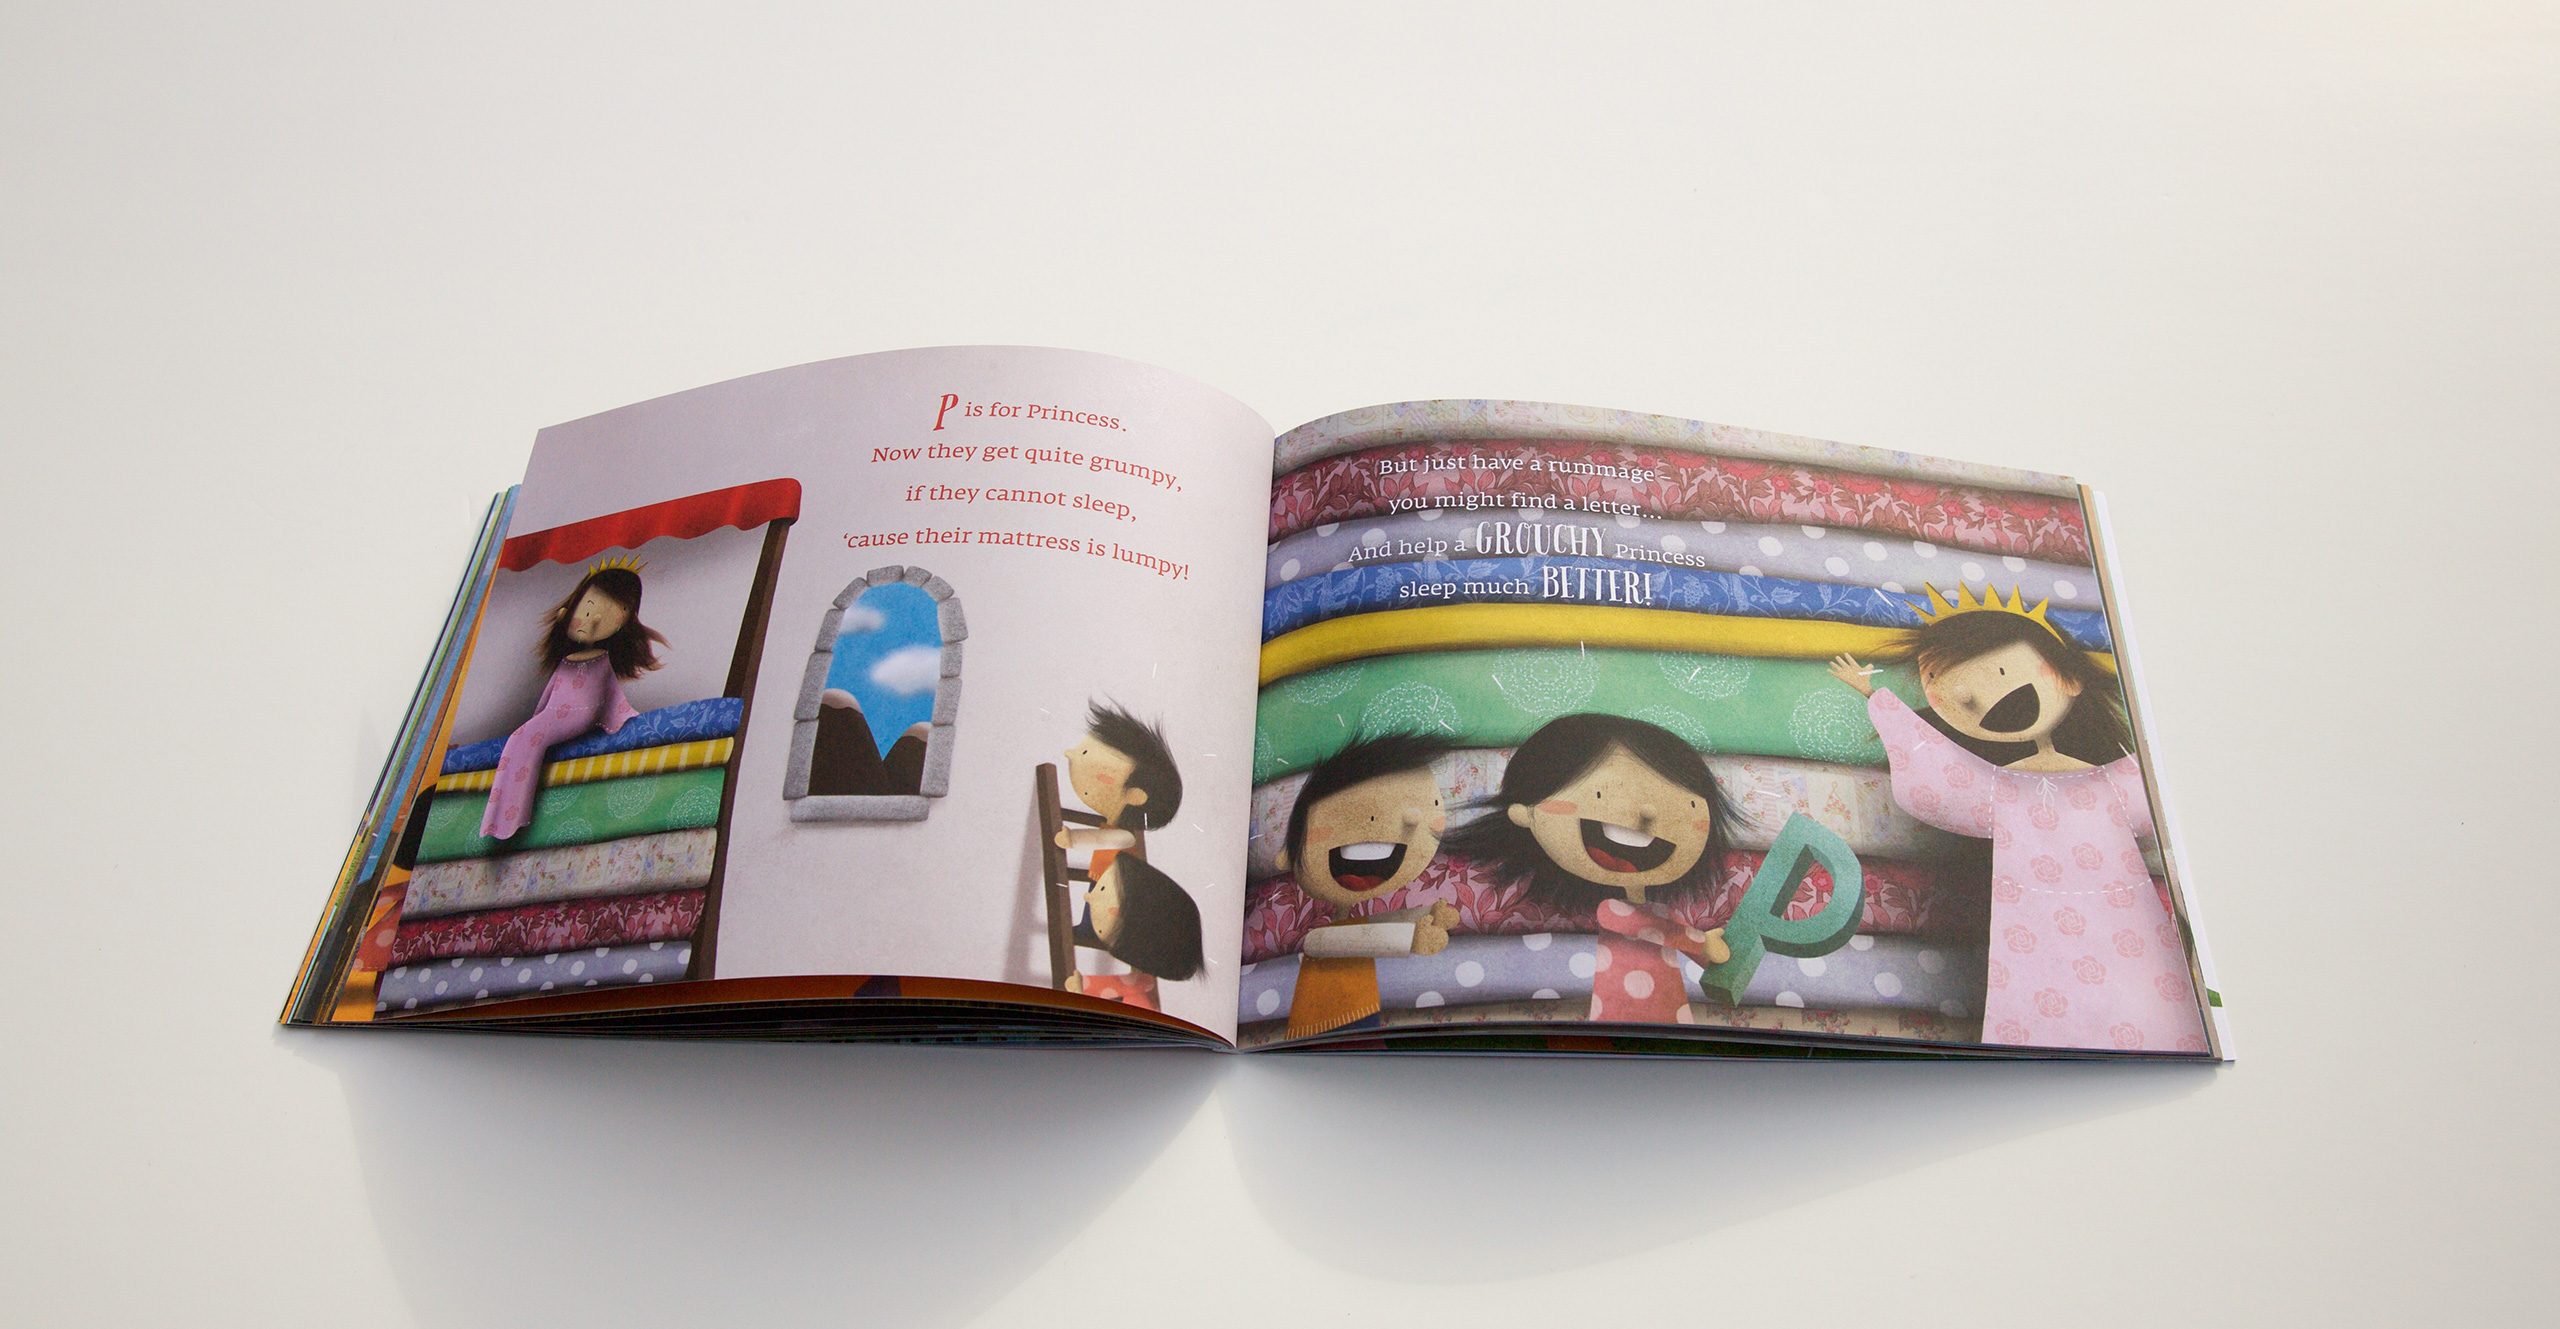 P is for Princess.
Now they get quite grumpy,
if they cannot sleep,
‘cause their mattress is lumpy!
But just have a rummage –
you might find a letter...
And help a GROUCHY Princess
sleep much BETTER!
P